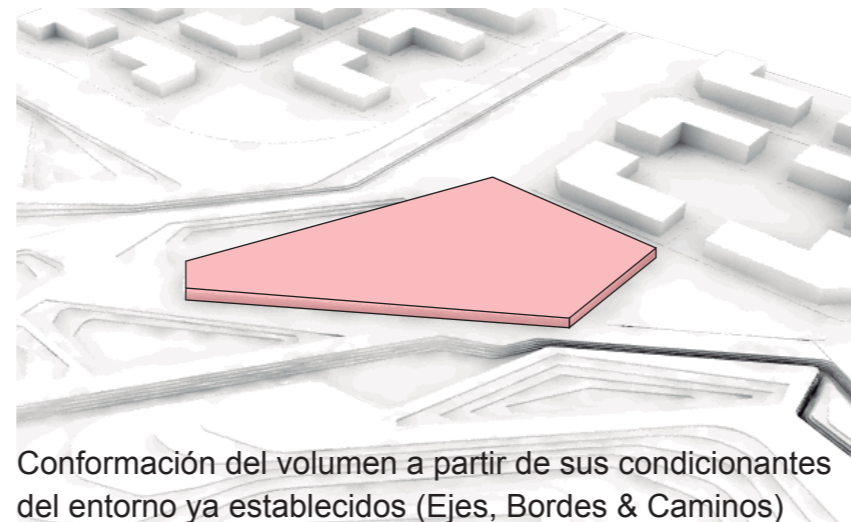 Conformación del volumen a partir de sus condicionantes
del entorno ya establecidos (Ejes, Bordes & Caminos)